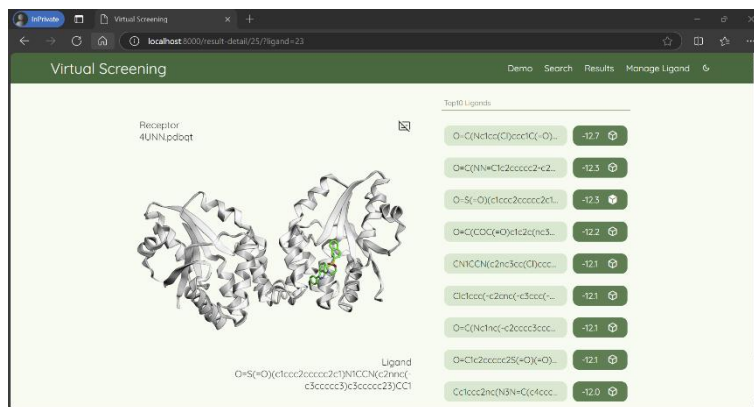 InPrivate
Virtual Screening
localhost:8000/result-detail/25/?ligand=23
Virtual Screening
Demo Search Results Manage Ligand
Top10 Ligands
Receptor
4UNN.pdbqt
O=C(Nc1cc(Cl)ccc1C(=O)... -12.7
O=C(NN=C1c2ccccc2-c2... -12.3
O=S(=O)(c1ccc2ccccc2c1... -12.3
O=C(COC(=O)c1c2c(nc3... -12.2
CN1CCN(c2nc3cc(Cl)ccc... -12.1
Clc1ccc(-c2cnc(-c3ccc(-... -12.1
O=C(Nc1nc(-c2cccc3ccc... -12.1
O=C1c2ccccc2S(=O)(=O)... -12.1
Cc1ccc2nc(N3N=C(c4ccc... -12.0
Ligand
O=S(=O)(c1ccc2ccccc2c1)N1CCN(c2nnc(-
c3ccccc3)c3ccccc23)CC1